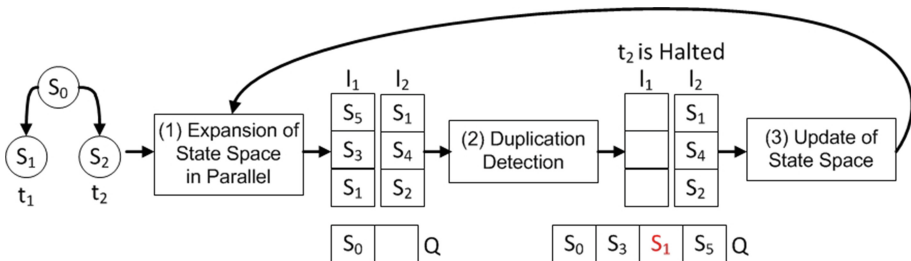 t₂ is Halted
I₁ I₂ I₁ I₂
S₀
S₁ S₂
t₁ t₂
(1) Expansion of
State Space
in Parallel
S₅ S₁
S₃ S₄
S₁ S₂
(2) Duplication
Detection
S₁
S₄
S₂
(3) Update of
State Space
S₀ Q
S₀ S₃ S₁ S₅ Q